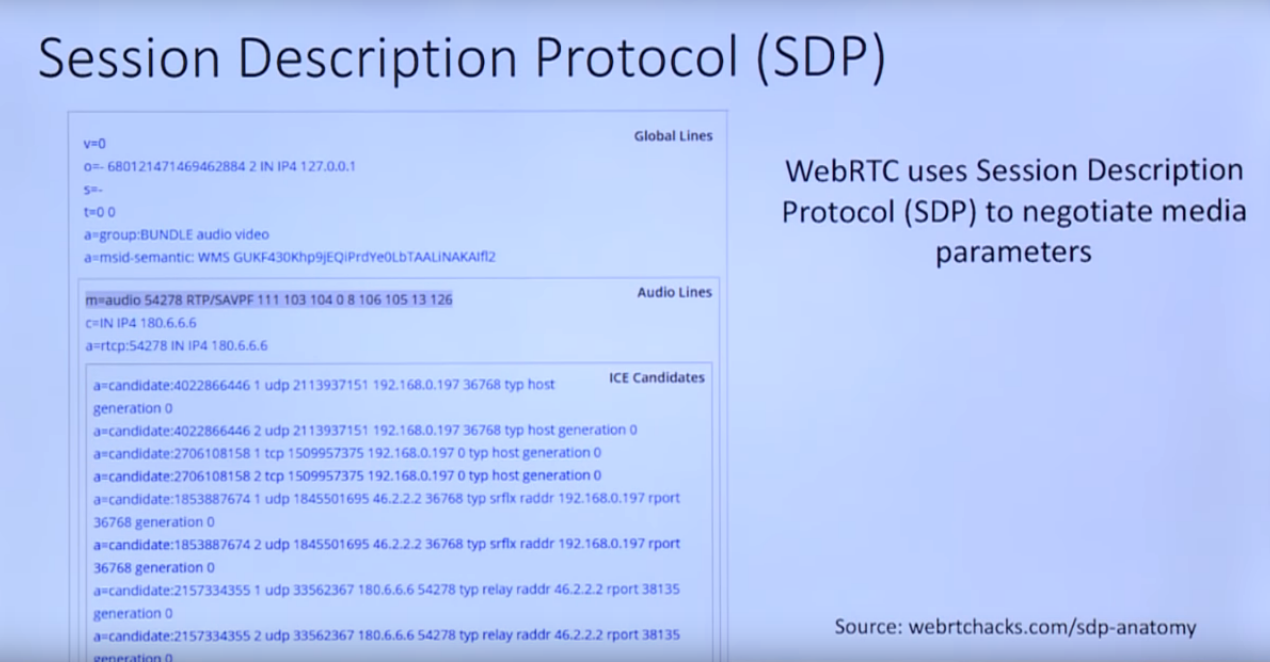 Session Description Protocol (SDP)
Global Lines
v=0
o=- 680121471469462884 2 IN IP4 127.0.0.1
s=-
t=0 0
a=group:BUNDLE audio video
a=msid-semantic: WMS GUKF430Khp9jEQiPrdYe0LbTAALiNAKAIfl2
Audio Lines
m=audio 54278 RTP/SAVPF 111 103 104 0 8 106 105 13 126
c=IN IP4 180.6.6.6
a=rtcp:54278 IN IP4 180.6.6.6
ICE Candidates
a=candidate:4022866446 1 udp 2113937151 192.168.0.197 36768 typ host
generation 0
a=candidate:4022866446 2 udp 2113937151 192.168.0.197 36768 typ host generation 0
a=candidate:2706108158 1 tcp 1509957375 192.168.0.197 0 typ host generation 0
a=candidate:2706108158 2 tcp 1509957375 192.168.0.197 0 typ host generation 0
a=candidate:1853887674 1 udp 1845501695 46.2.2.2 36768 typ srflx raddr 192.168.0.197 rport
36768 generation 0
a=candidate:1853887674 2 udp 1845501695 46.2.2.2 36768 typ srflx raddr 192.168.0.197 rport
36768 generation 0
a=candidate:2157334355 1 udp 33562367 180.6.6.6 54278 typ relay raddr 46.2.2.2 rport 38135
generation 0
a=candidate:2157334355 2 udp 33562367 180.6.6.6 54278 typ relay raddr 46.2.2.2 rport 38135
generation 0
WebRTC uses Session Description
Protocol (SDP) to negotiate media
parameters
Source: webrtchacks.com/sdp-anatomy